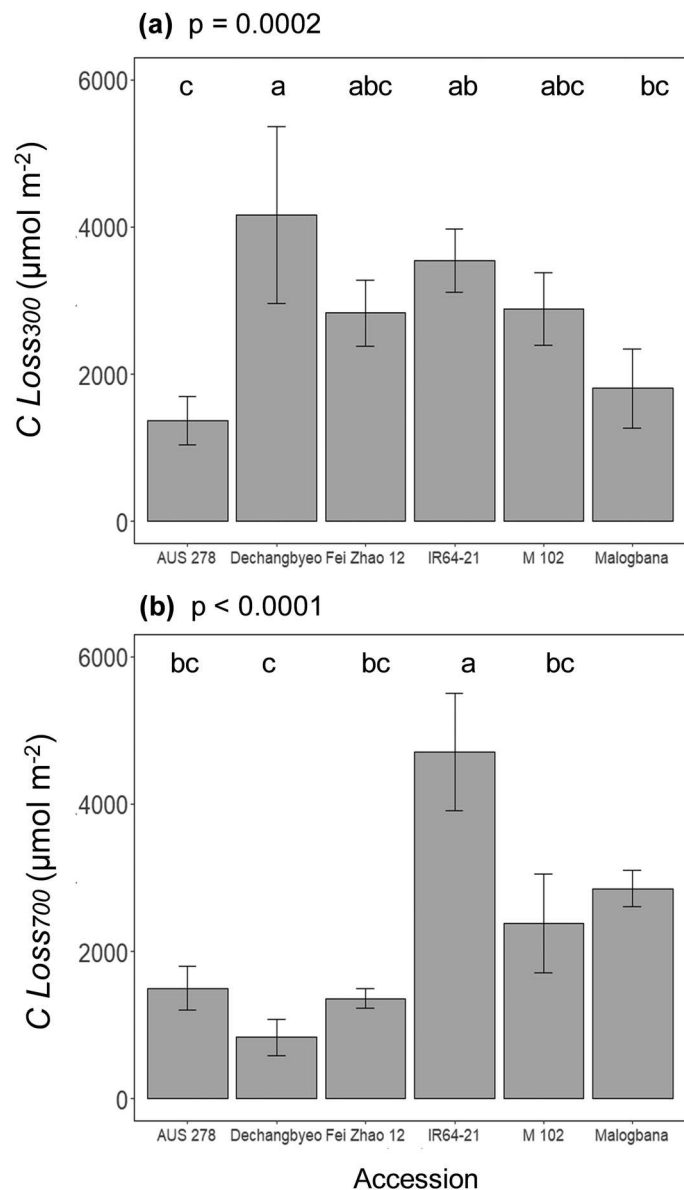 (a) p = 0.0002
6000
c a abc ab abc bc
4000
2000
0
C Loss300 (µmol m-2)
AUS 278 Dechangbyeo Fei Zhao 12 IR64-21 M 102 Malogbana
(b) p < 0.0001
6000
bc c bc a bc
4000
2000
0
C Loss700 (µmol m-2)
AUS 278 Dechangbyeo Fei Zhao 12 IR64-21 M 102 Malogbana
Accession